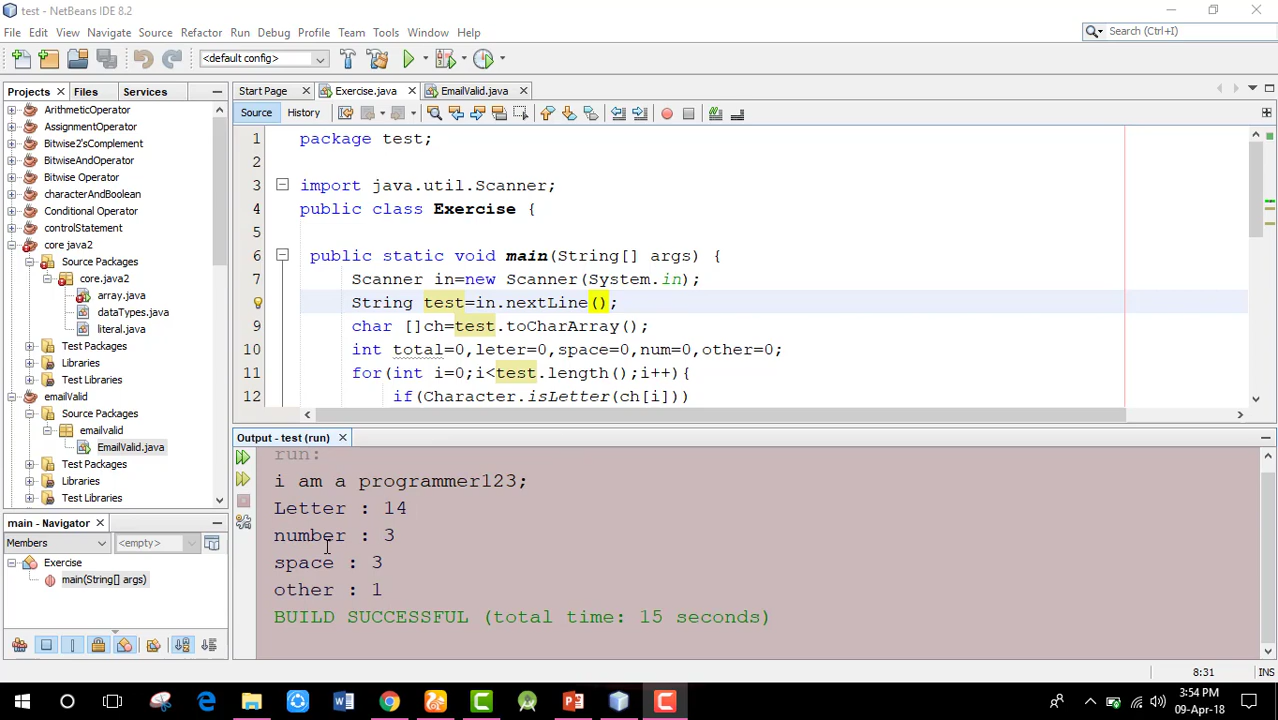 test - NetBeans IDE 8.2
File Edit View Navigate Source Refactor Run Debug Profile Team Tools Window Help
Search (Ctrl+I)
<default config>
Projects Files Services
Start Page Exercise.java EmailValid.java
Source History
ArithmeticOperator
AssignmentOperator
Bitwise2'sComplement
BitwiseAndOperator
Bitwise Operator
characterAndBoolean
Conditional Operator
controlStatement
core java2
Source Packages
core.java2
array.java
dataTypes.java
literal.java
Test Packages
Libraries
Test Libraries
emailValid
Source Packages
emailvalid
EmailValid.java
Test Packages
Libraries
Test Libraries
1 package test;
2
3 import java.util.Scanner;
4 public class Exercise {
5
6 public static void main(String[] args) {
7 Scanner in=new Scanner(System.in);
String test=in.nextLine();
9 char []ch=test.toCharArray();
10 int total=0,leter=0,space=0,num=0,other=0;
11 for(int i=0;i<test.length();i++){
12 if(Character.isLetter(ch[i]))
main - Navigator
Members <empty>
Exercise
main(String[] args)
Output - test (run)
run:
i am a programmer123;
Letter : 14
number : 3
space : 3
other : 1
BUILD SUCCESSFUL (total time: 15 seconds)
8:31 INS
3:54 PM
09-Apr-18